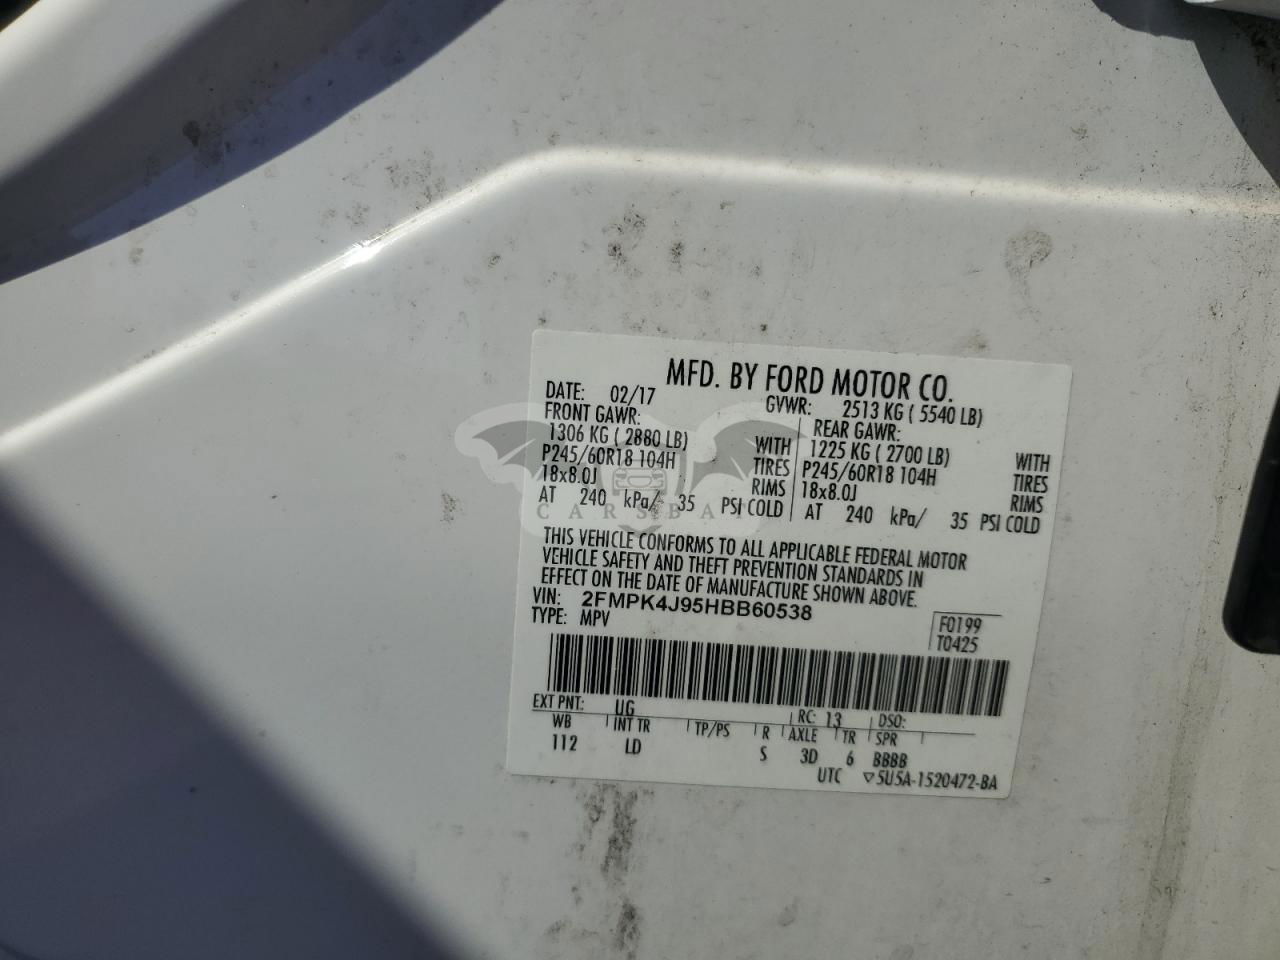 MFD. BY FORD MOTOR CO.
DATE: 02/17 GVWR: 2513 KG ( 5540 LB)
FRONT GAWR: REAR GAWR:
1306 KG ( 2880 LB) WITH 1225 KG ( 2700 LB) WITH
P245/60R18 104H TIRES P245/60R18 104H TIRES
18x8.0J RIMS 18x8.0J RIMS
AT 240 kPa/ 35 PSI COLD AT 240 kPa/ 35 PSI COLD
CARSBAT
THIS VEHICLE CONFORMS TO ALL APPLICABLE FEDERAL MOTOR
VEHICLE SAFETY AND THEFT PREVENTION STANDARDS IN
EFFECT ON THE DATE OF MANUFACTURE SHOWN ABOVE.
VIN: 2FMPK4J95HBB60538
TYPE: MPV F0199
T0425
EXT PNT: UG RC: 13 DSO:
WB INT TR TP/PS R AXLE TR SPR
112 LD S 3D 6 BBBB
UTC ▽5U5A-1520472-BA